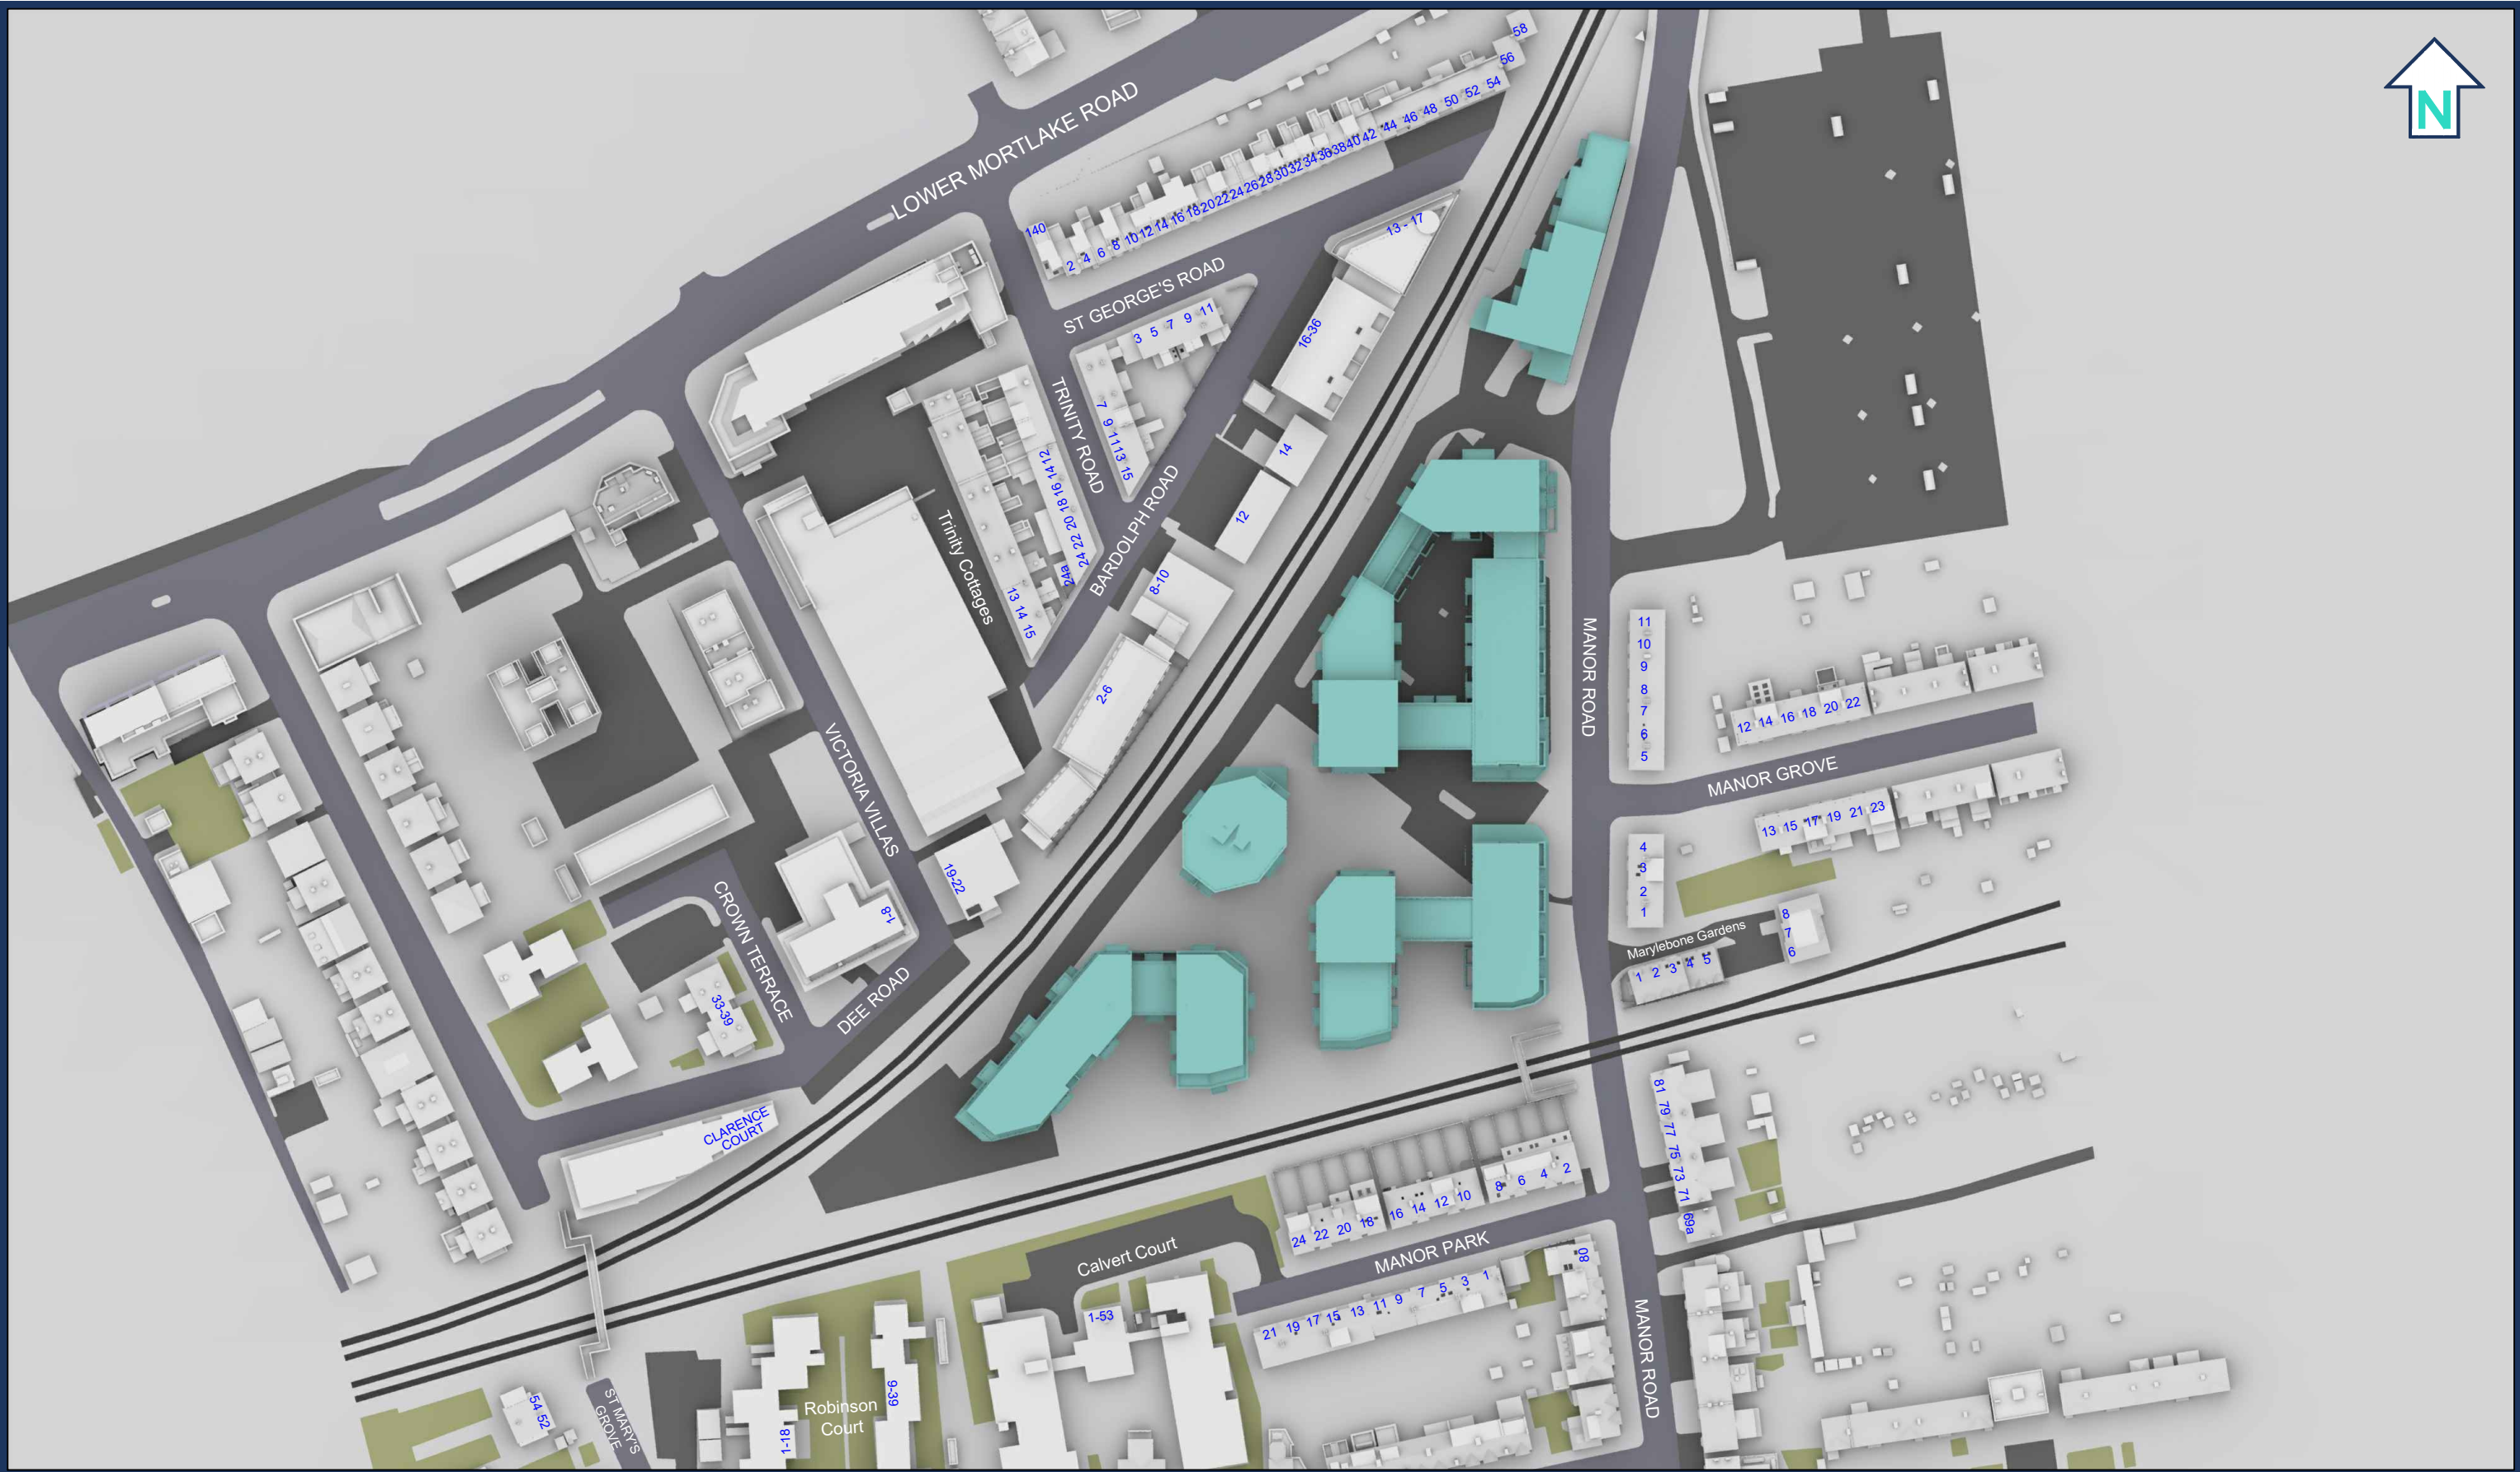 N
58
56
54
52
50
48
46
44
42
40
38
36
34
32
30
28
26
24
22
20
18
16
14
12
10
8
6
4
2
140
LOWER MORTLAKE ROAD
ST GEORGE'S ROAD
13 - 17
3 5 7 9 11
16-36
TRINITY ROAD
7
9
11
13
15
14
12
12
14
16
18
20
22
24
24a
BARDOLPH ROAD
Trinity Cottages
13
14
15
8-10
2-6
VICTORIA VILLAS
19-22
1-8
CROWN TERRACE
33-39
DEE ROAD
CLARENCE
COURT
MANOR ROAD
11
10
9
8
7
6
5
12 14 16 18 20 22
MANOR GROVE
13 15 17 19 21 23
4
3
2
1
Marylebone Gardens
8
7
6
1 2 3 4 5
81
79
77
75
73
71
69a
24 22 20 18 16 14 12 10 8 6 4 2
MANOR PARK
80
21 19 17 15 13 11 9 7 5 3 1
MANOR ROAD
Calvert Court
1-53
9-39
Robinson
Court
1-18
54 52
ST MARY'S
GROVE